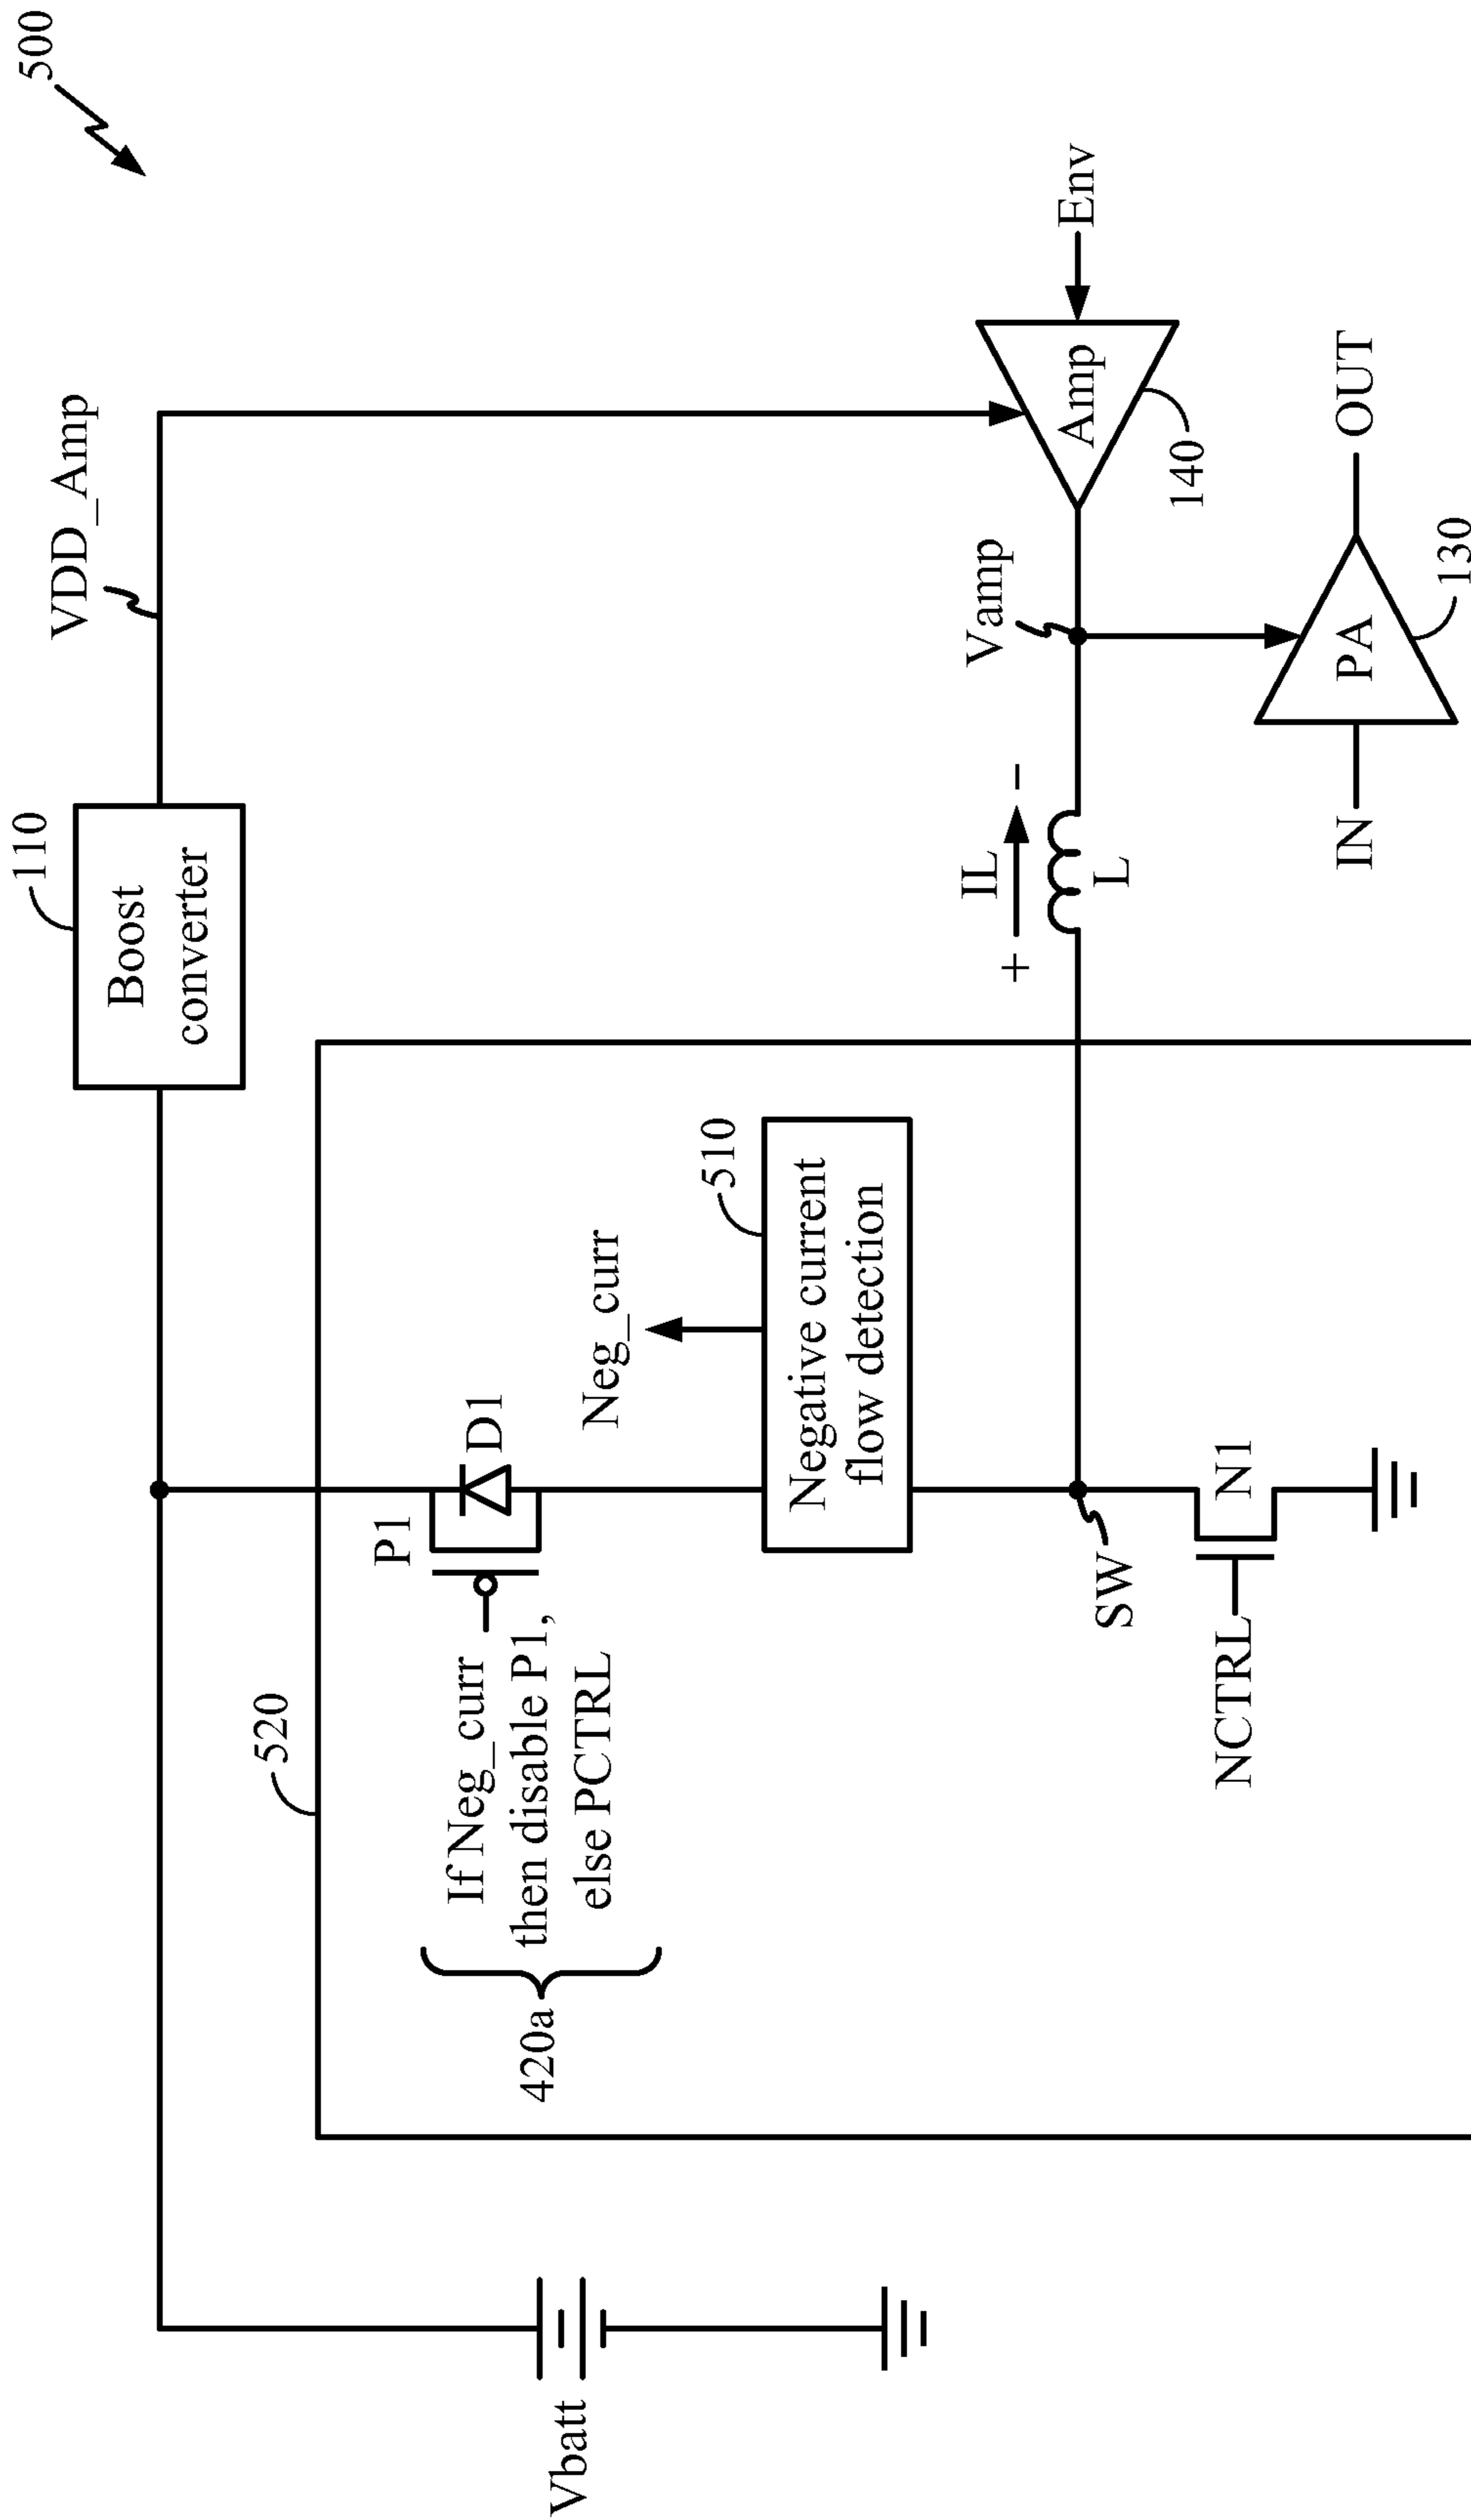 500
110
VDD_Amp
Boost
converter
520
P1
D1
If Neg_curr
then disable P1,
else PCTRL
420a
Neg_curr
510
Negative current
flow detection
Vbatt
SW
IL
+
-
L
Vamp
Amp
Env
140
NCTRL
N1
IN
PA
OUT
130